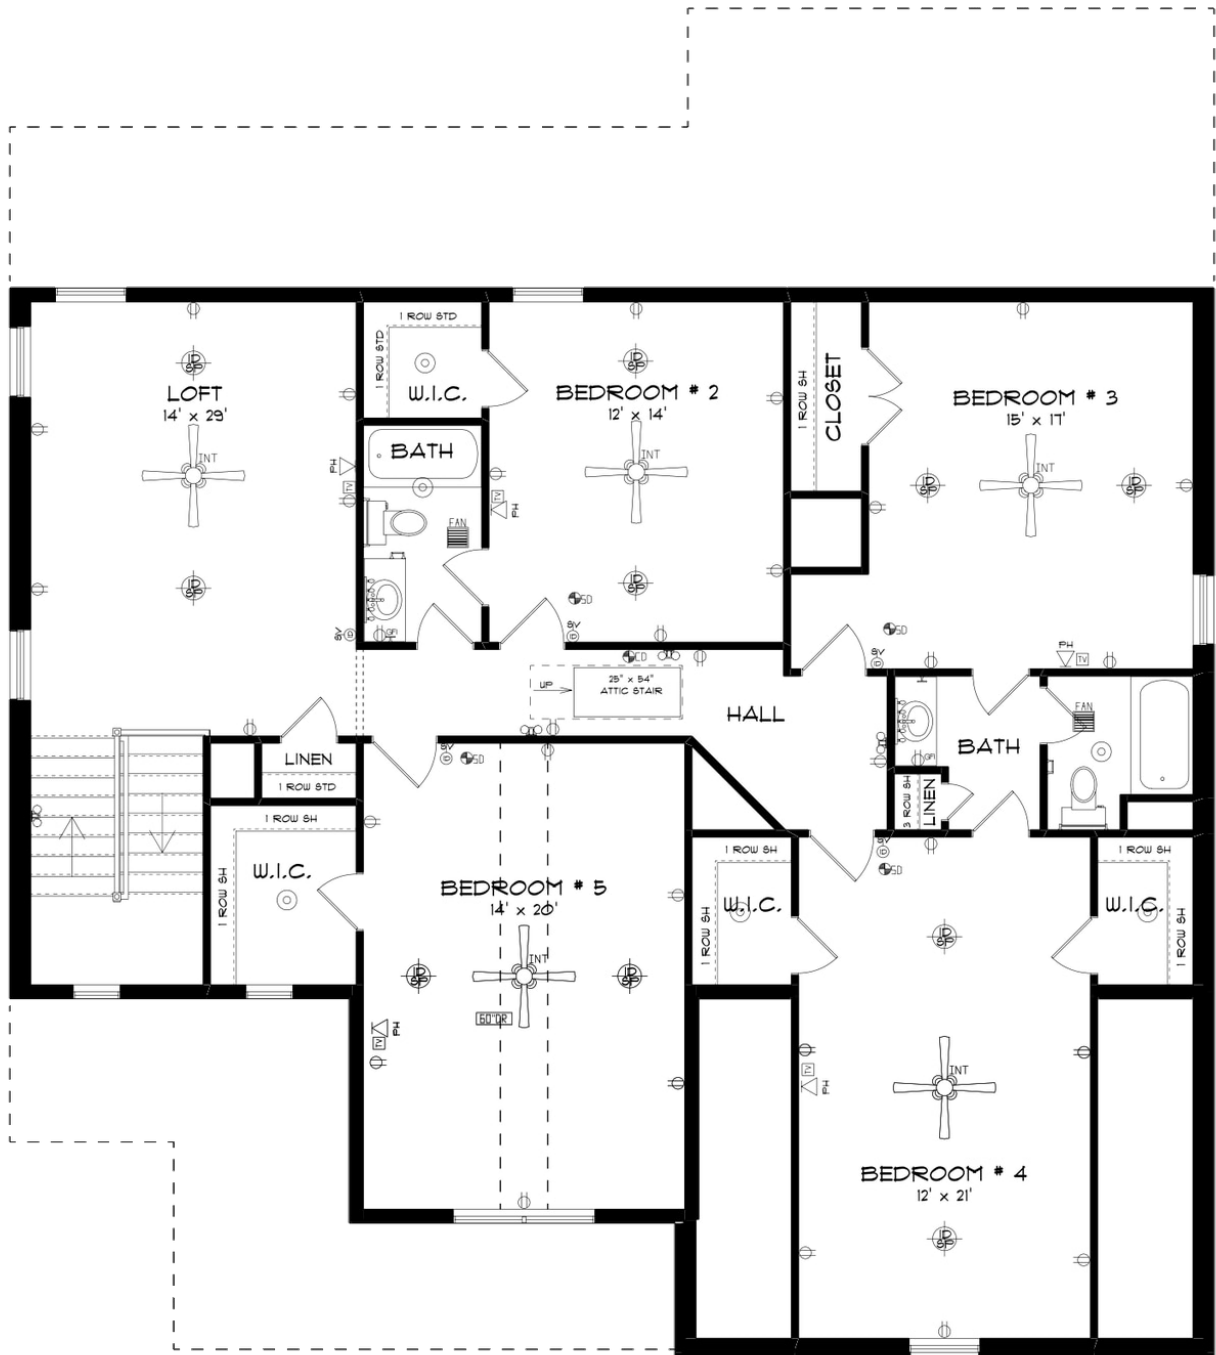 1 ROW STD
1 ROW STD
W.I.C.
LOFT
14' x 29'
BEDROOM # 2
12' x 14'
1 ROW SH
CLOSET
BEDROOM # 3
15' x 17'
BATH
INT
INT
INT
PH
TV
TV
PH
FAN
SD
SV
GFI
SV
CD
SD
SV
PH
TV
UP
25" x 54"
ATTIC STAIR
HALL
FAN
BATH
GFI
LINEN
1 ROW STD
SV
SD
3 ROW SH
LINEN
1 ROW SH
1 ROW SH
W.I.C.
BEDROOM # 5
14' x 20'
INT
60"DR
TV
PH
1 ROW SH
1 ROW SH
W.I.C.
SV
SD
1 ROW SH
W.I.C.
1 ROW SH
INT
TV
PH
BEDROOM # 4
12' x 21'